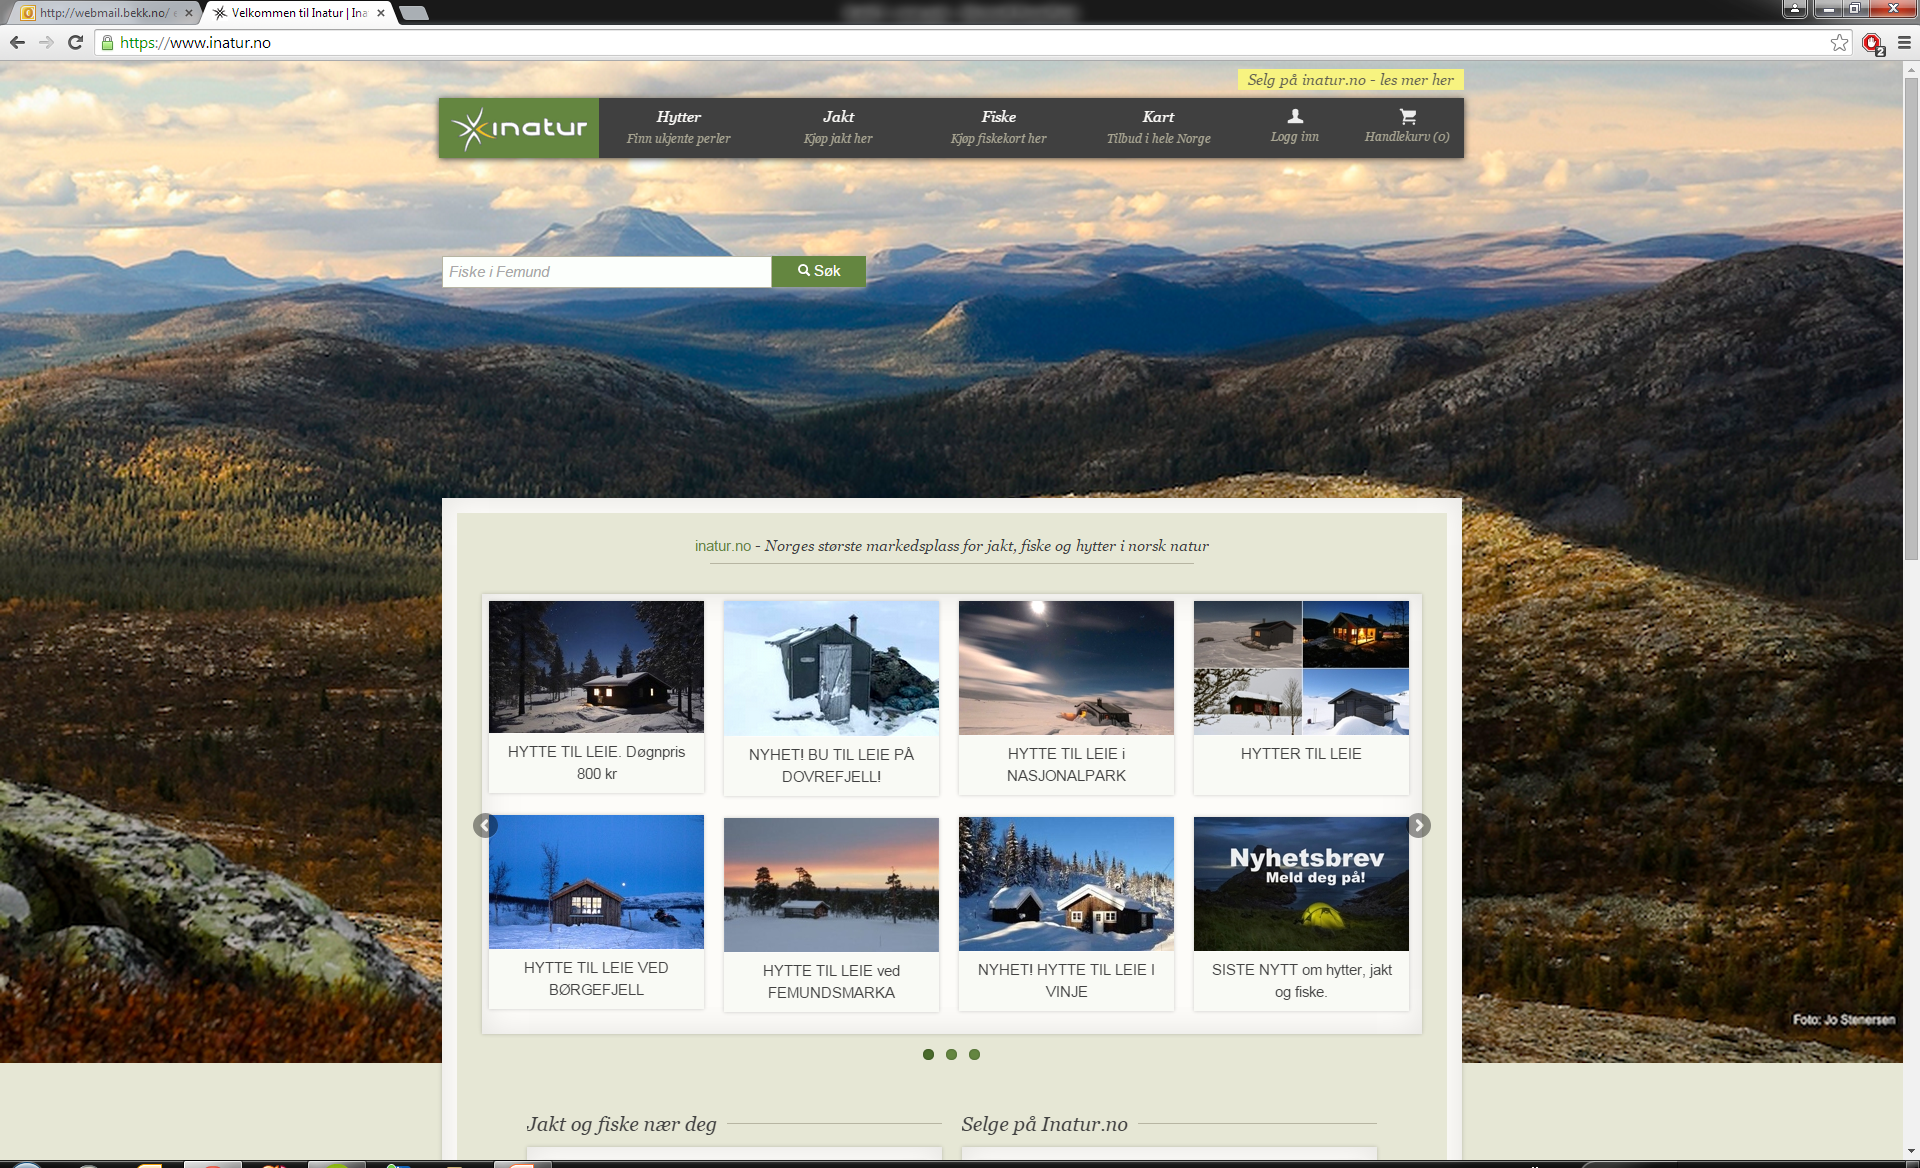 http://webmail.bekk.no/
Velkommen til Inatur | Ina
https://www.inatur.no
2
Selg på inatur.no - les mer her
inatur
Hytter
Finn ukjente perler
Jakt
Kjøp jakt her
Fiske
Kjøp fiskekort her
Kart
Tilbud i hele Norge
Logg inn
Handlekurv (0)
Fiske i Femund
Søk
inatur.no - Norges største markedsplass for jakt, fiske og hytter i norsk natur
HYTTE TIL LEIE. Døgnpris
800 kr
NYHET! BU TIL LEIE PÅ
DOVREFJELL!
HYTTE TIL LEIE i
NASJONALPARK
HYTTER TIL LEIE
HYTTE TIL LEIE VED
BØRGEFJELL
HYTTE TIL LEIE ved
FEMUNDSMARKA
NYHET! HYTTE TIL LEIE I
VINJE
Nyhetsbrev
Meld deg på!
SISTE NYTT om hytter, jakt
og fiske.
Foto: Jo Stenersen
Jakt og fiske nær deg
Selge på Inatur.no